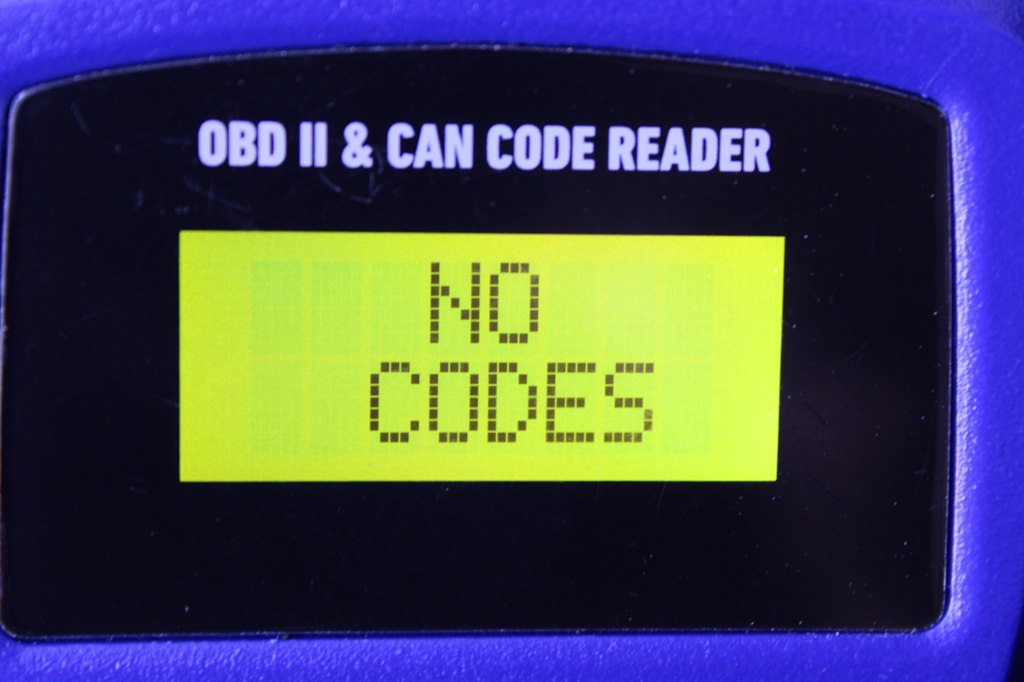 OBD II & CAN CODE READER
NO
CODES